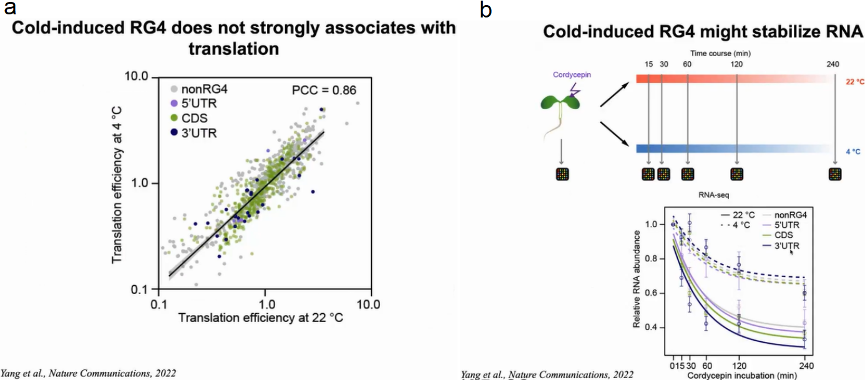 a
Cold-induced RG4 does not strongly associates with
translation
10.0
1.0
0.1
Translation efficiency at 4 °C
nonRG4
5'UTR
CDS
3'UTR
PCC = 0.86
0.1
1.0
10.0
Translation efficiency at 22 °C
Yang et al., Nature Communications, 2022
b
Cold-induced RG4 might stabilize RNA
Time course (min)
15 30 60 120 240
Cordycepin
22 °C
4 °C
RNA-seq
1.0
0.8
0.6
0.4
Relative RNA abundance
22 °C
4 °C
nonRG4
5'UTR
CDS
3'UTR
0 15 30 60 120 240
Cordycepin incubation (min)
Yang et al., Nature Communications, 2022